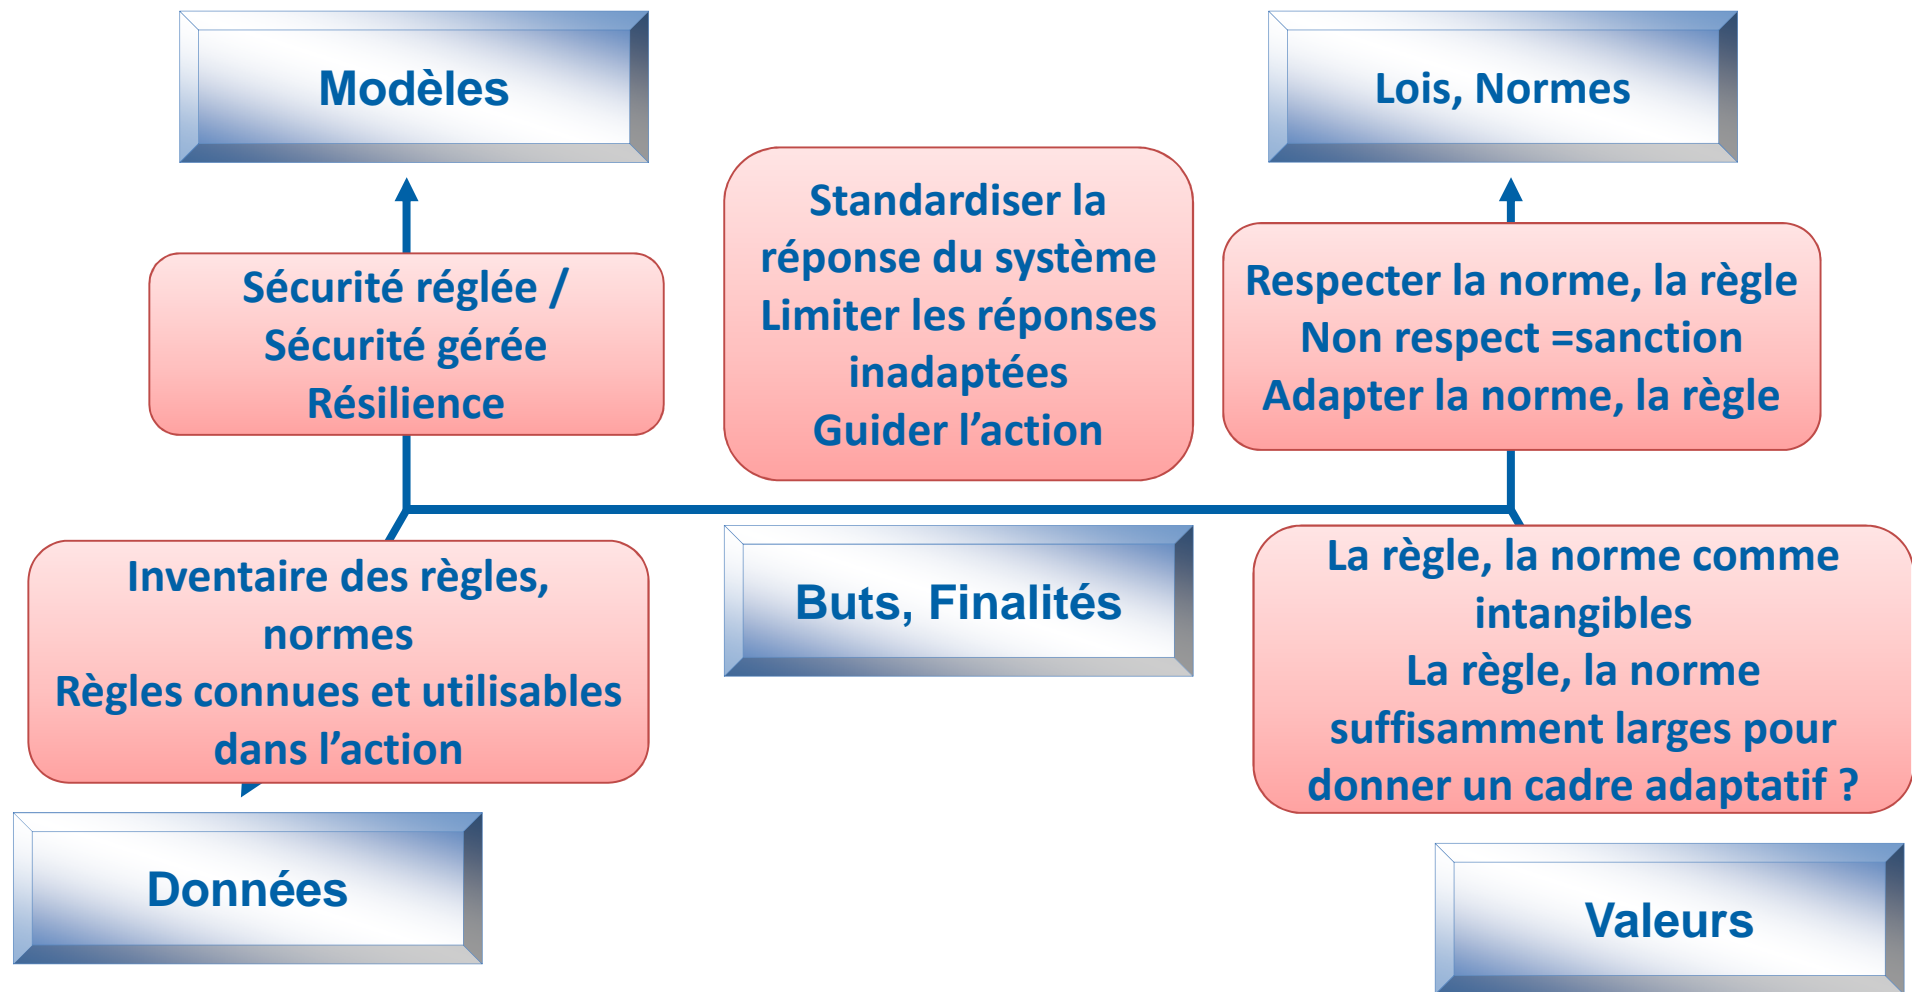 Modèles
Lois, Normes
Standardiser la
réponse du système
Limiter les réponses
inadaptées
Guider l’action
Sécurité réglée /
Sécurité gérée
Résilience
Respecter la norme, la règle
Non respect =sanction
Adapter la norme, la règle
Inventaire des règles,
normes
Règles connues et utilisables
dans l’action
Buts, Finalités
La règle, la norme comme
intangibles
La règle, la norme
suffisamment larges pour
donner un cadre adaptatif ?
Données
Valeurs